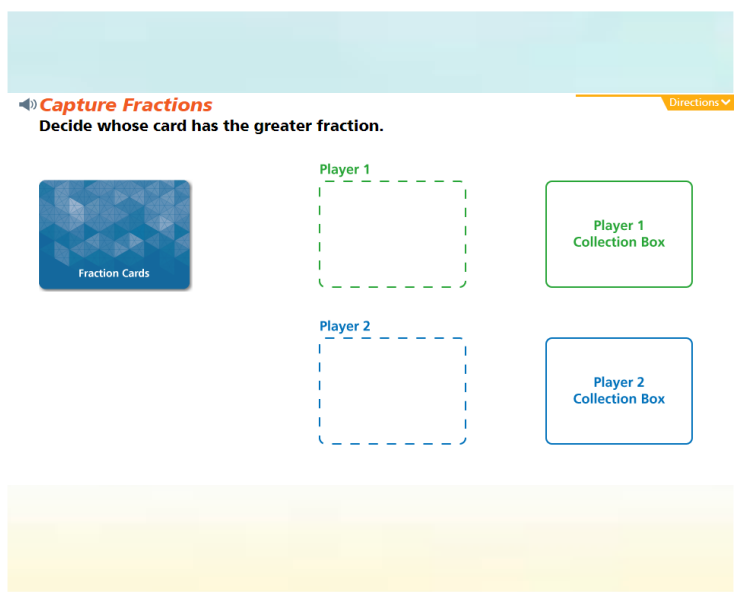 Capture Fractions
Directions
Decide whose card has the greater fraction.
Player 1
Fraction Cards
Player 1
Collection Box
Player 2
Player 2
Collection Box